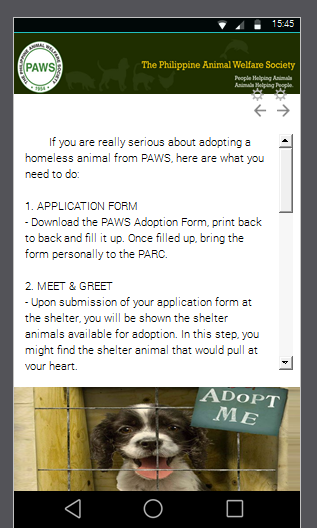 15:45
THE PHILIPPINE ANIMAL WELFARE SOCIETY
PAWS
1954
The Philippine Animal Welfare Society
People Helping Animals
Animals Helping People.
If you are really serious about adopting a
homeless animal from PAWS, here are what you
need to do:
1. APPLICATION FORM
- Download the PAWS Adoption Form, print back
to back and fill it up. Once filled up, bring the
form personally to the PARC.
2. MEET & GREET
- Upon submission of your application form at
the shelter, you will be shown the shelter
animals available for adoption. In this step, you
might find the shelter animal that would pull at
your heart.
ADOPT
ME